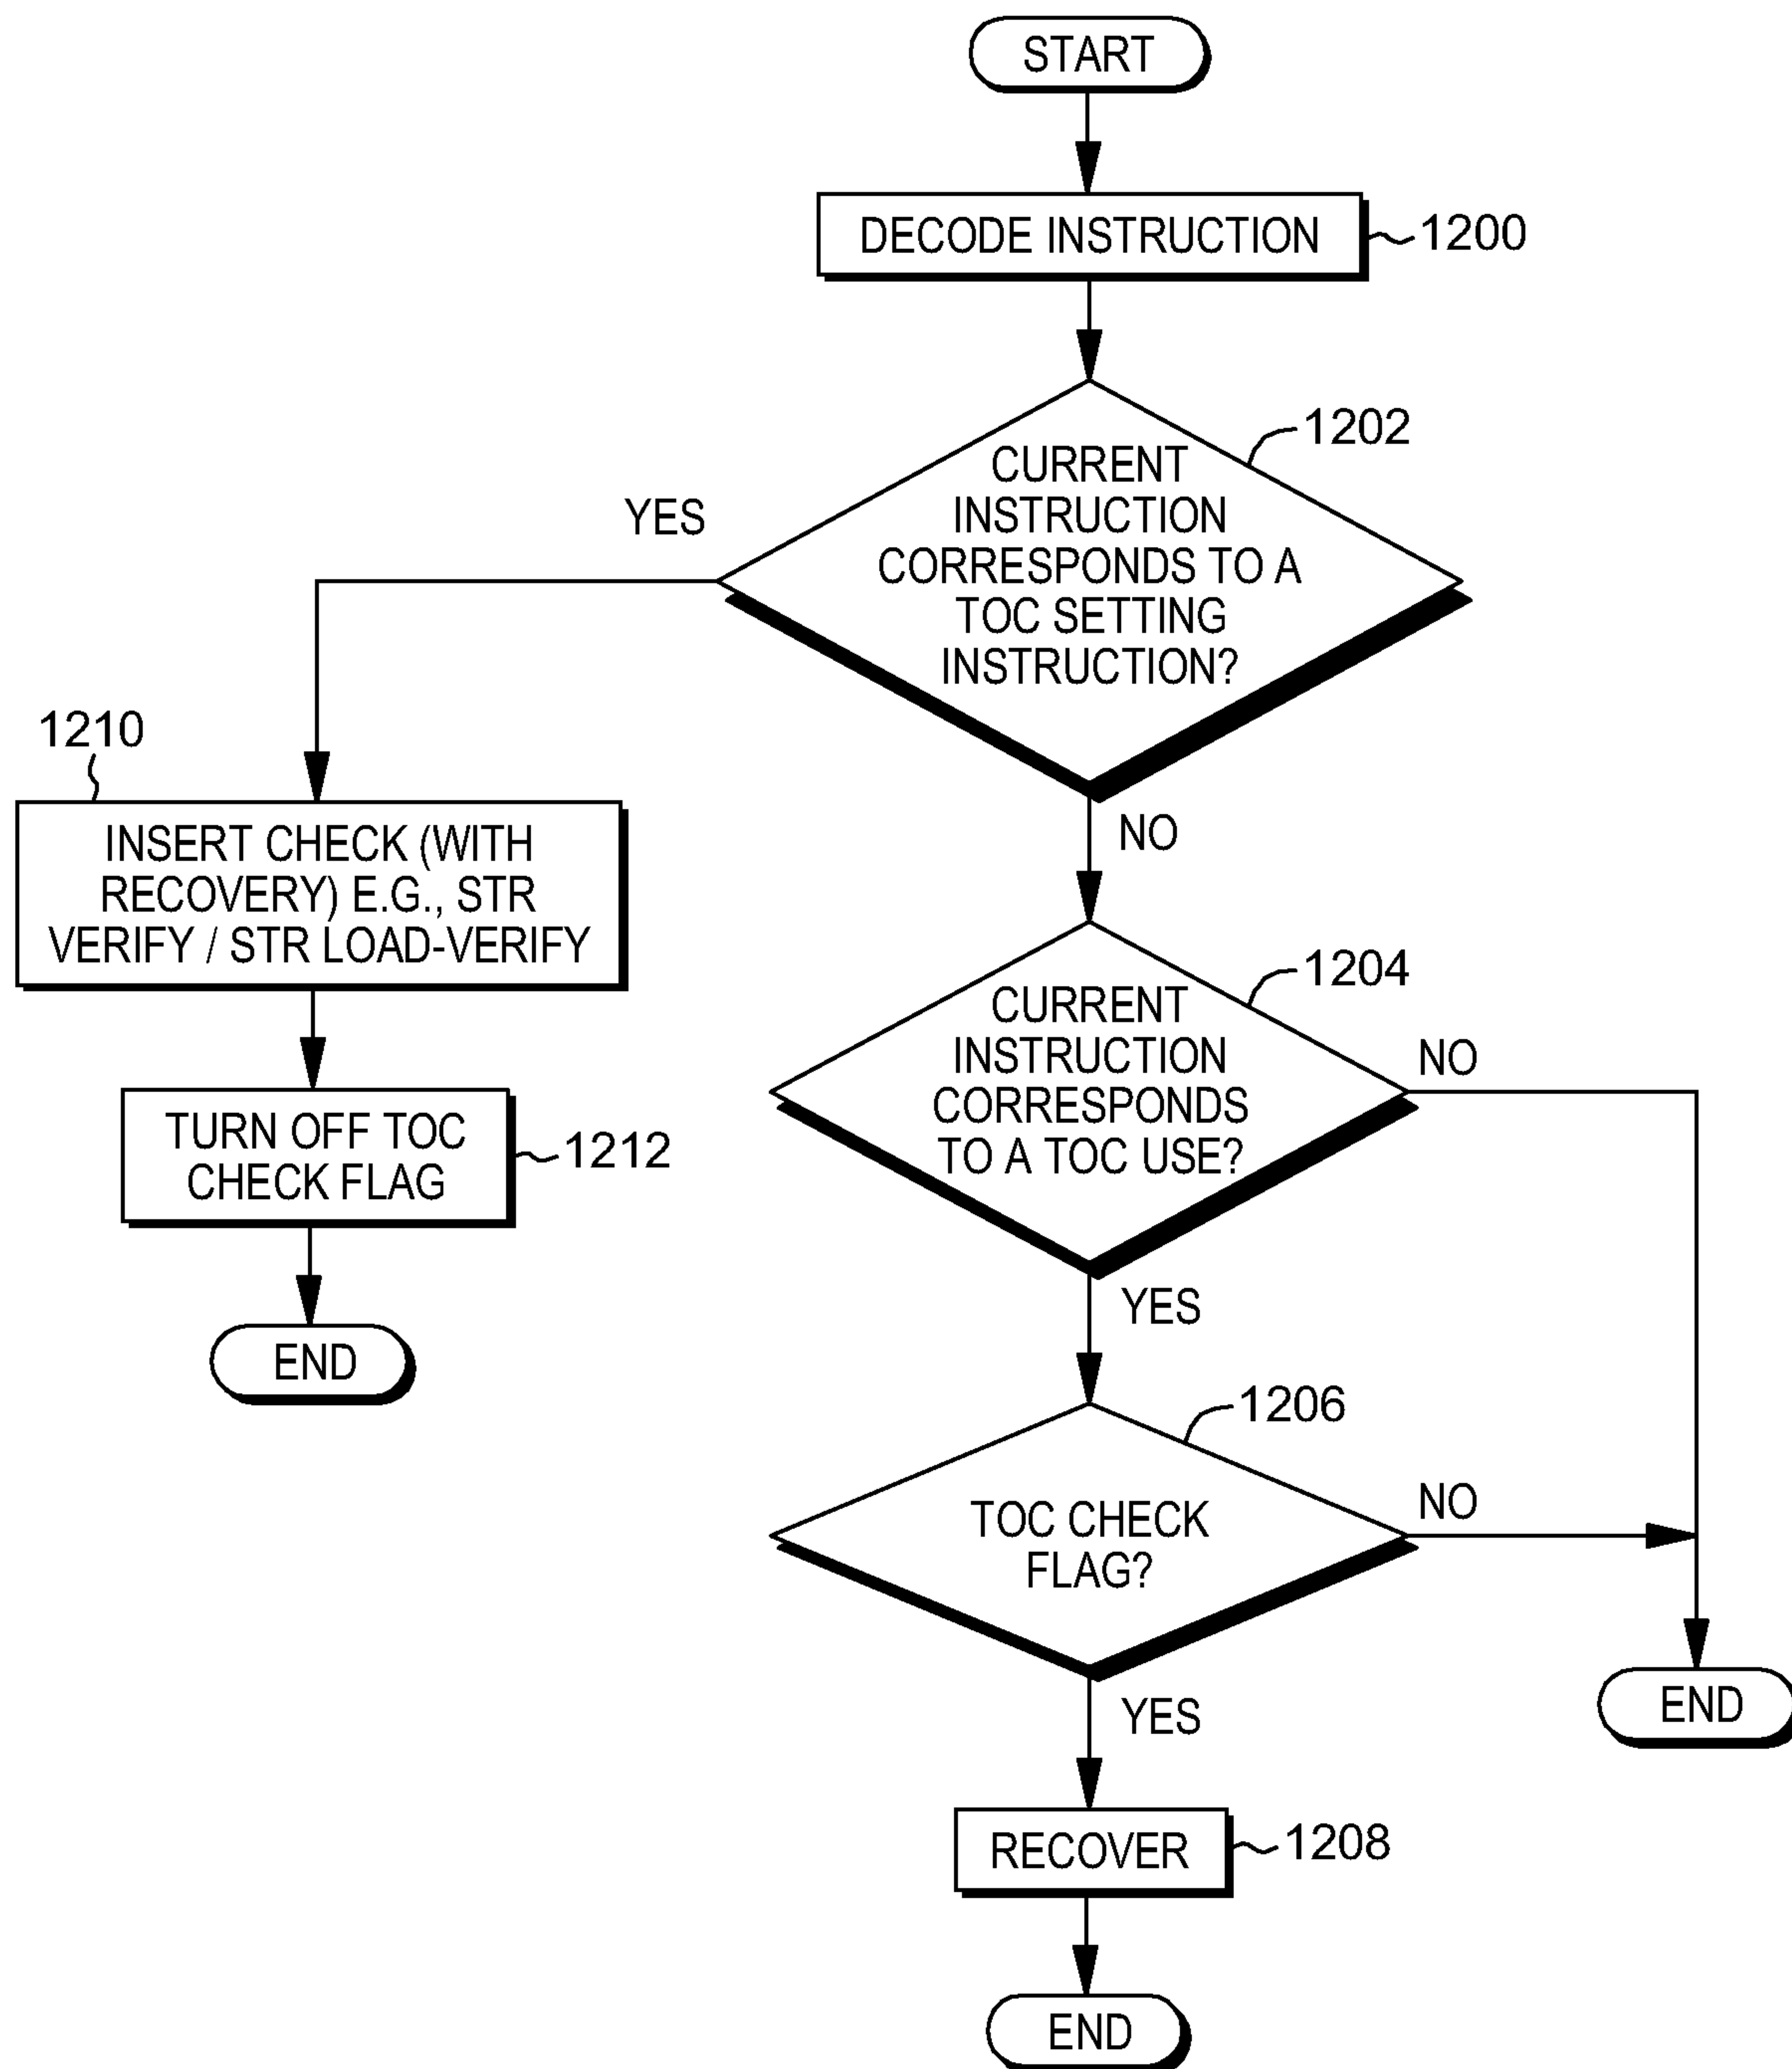 START
DECODE INSTRUCTION
1200
1202
CURRENT
INSTRUCTION
CORRESPONDS TO A
TOC SETTING
INSTRUCTION?
YES
NO
1210
INSERT CHECK (WITH
RECOVERY) E.G., STR
VERIFY / STR LOAD-VERIFY
TURN OFF TOC
CHECK FLAG
1212
END
1204
CURRENT
INSTRUCTION
CORRESPONDS
TO A TOC USE?
NO
YES
1206
TOC CHECK
FLAG?
NO
YES
END
RECOVER
1208
END